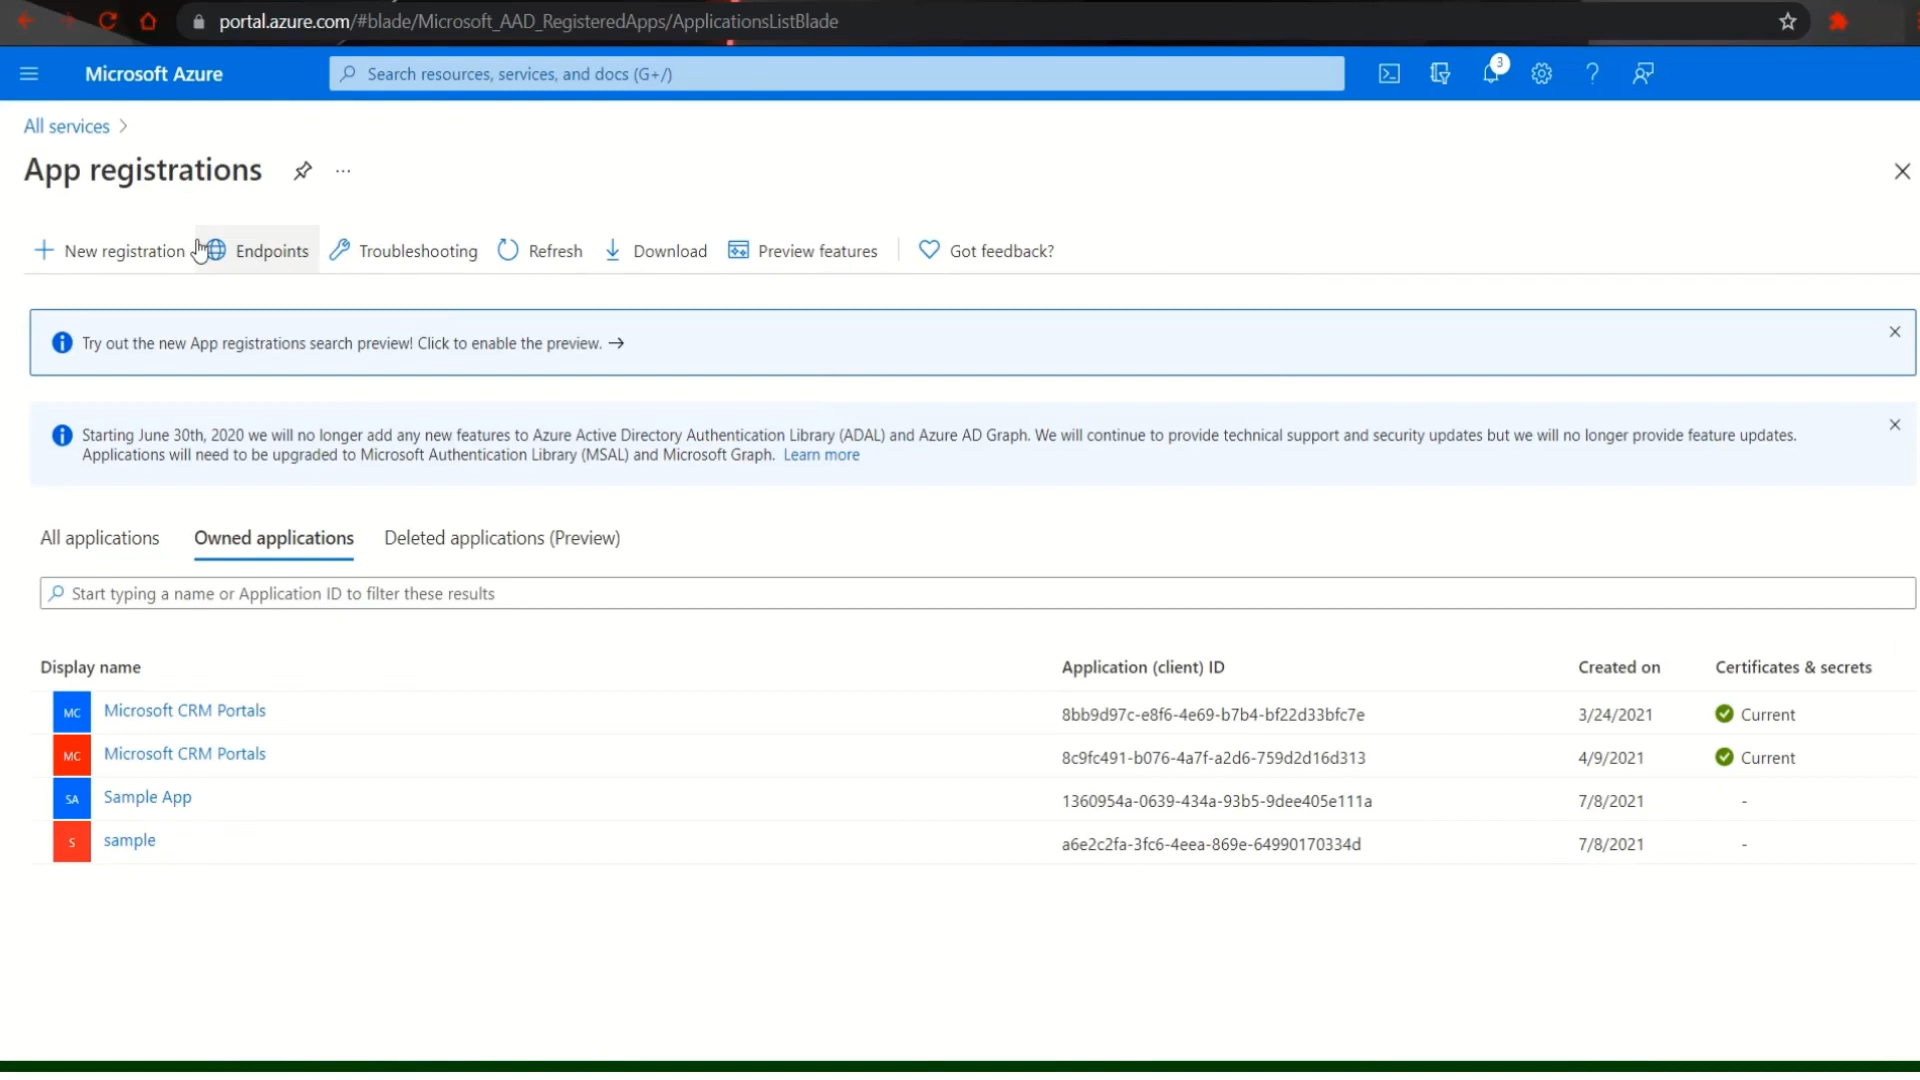 portal.azure.com/#blade/Microsoft_AAD_RegisteredApps/ApplicationsListBlade
Microsoft Azure
Search resources, services, and docs (G+/)
3
All services
App registrations
New registration
Endpoints
Troubleshooting
Refresh
Download
Preview features
Got feedback?
Try out the new App registrations search preview! Click to enable the preview. →
Starting June 30th, 2020 we will no longer add any new features to Azure Active Directory Authentication Library (ADAL) and Azure AD Graph. We will continue to provide technical support and security updates but we will no longer provide feature updates.
Applications will need to be upgraded to Microsoft Authentication Library (MSAL) and Microsoft Graph. Learn more
All applications
Owned applications
Deleted applications (Preview)
Start typing a name or Application ID to filter these results
Display name Application (client) ID Created on Certificates & secrets
MC Microsoft CRM Portals 8bb9d97c-e8f6-4e69-b7b4-bf22d33bfc7e 3/24/2021 Current
MC Microsoft CRM Portals 8c9fc491-b076-4a7f-a2d6-759d2d16d313 4/9/2021 Current
SA Sample App 1360954a-0639-434a-93b5-9dee405e111a 7/8/2021 -
S sample a6e2c2fa-3fc6-4eea-869e-64990170334d 7/8/2021 -